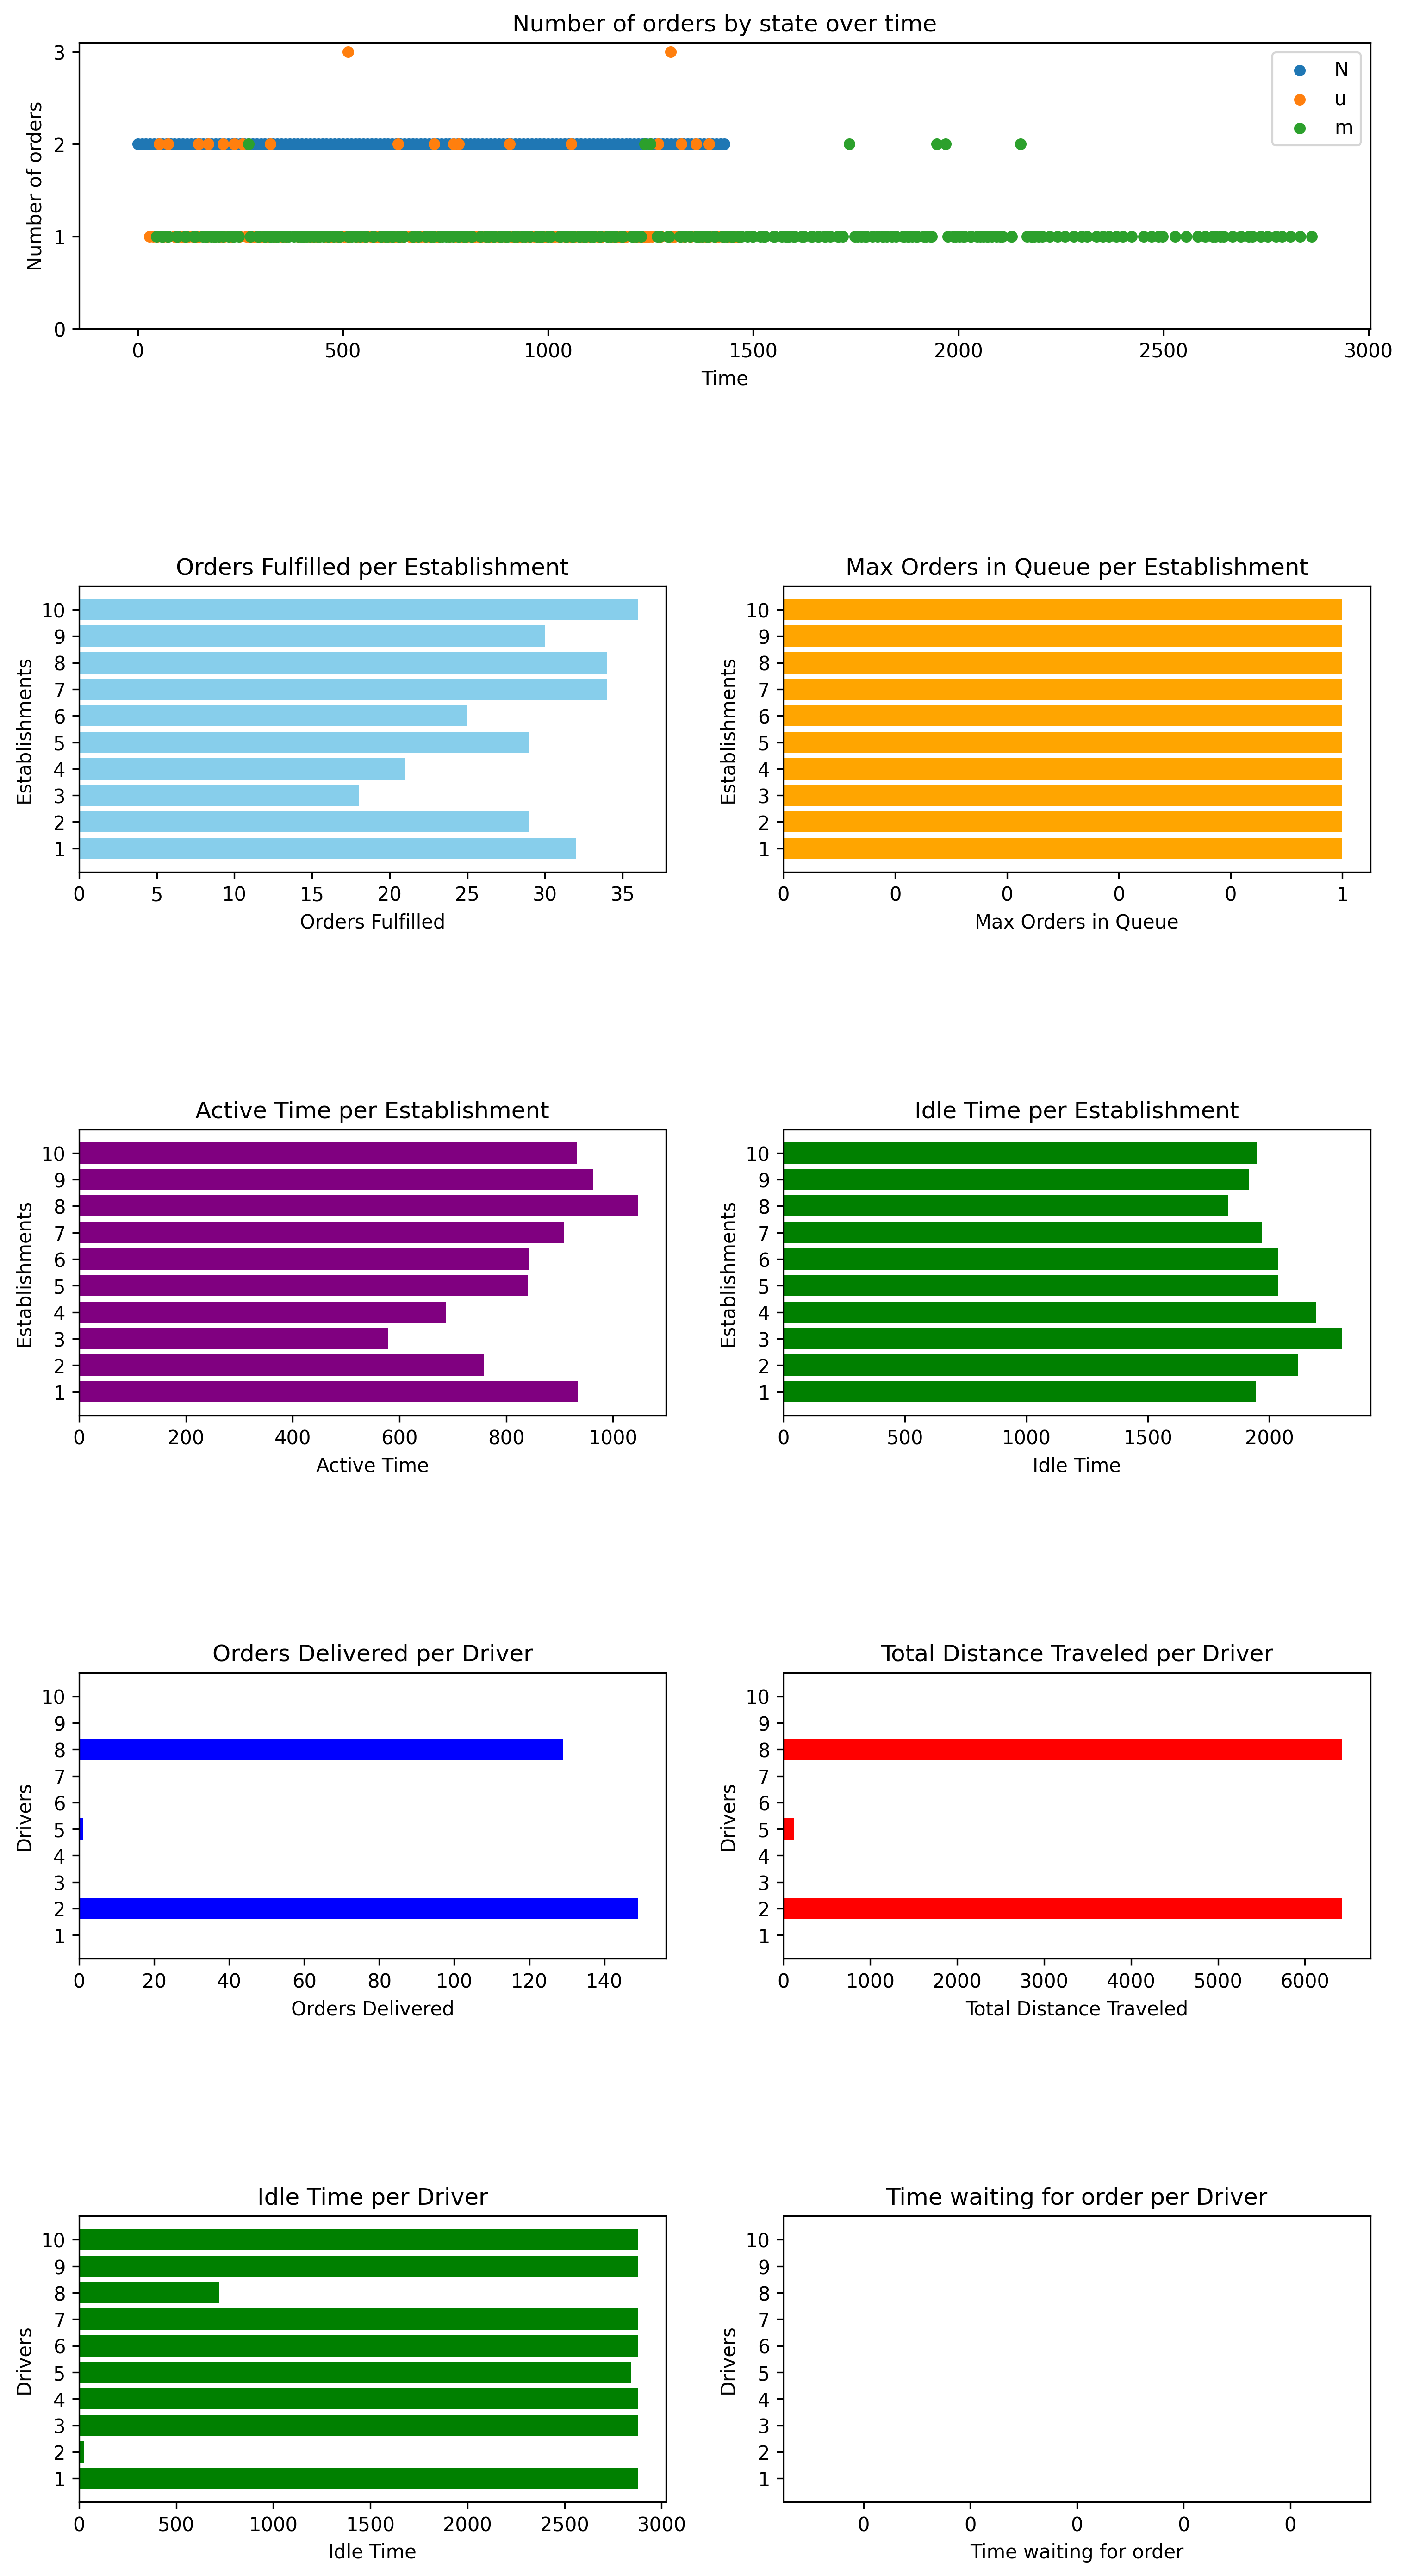 Number of orders by state over time
Number of orders
3
2
1
0
N
u
m
0 500 1000 1500 2000 2500 3000
Time
Orders Fulfilled per Establishment
Establishments
10
9
8
7
6
5
4
3
2
1
0 5 10 15 20 25 30 35
Orders Fulfilled
Max Orders in Queue per Establishment
Establishments
10
9
8
7
6
5
4
3
2
1
0 0 0 0 0 1
Max Orders in Queue
Active Time per Establishment
Establishments
10
9
8
7
6
5
4
3
2
1
0 200 400 600 800 1000
Active Time
Idle Time per Establishment
Establishments
10
9
8
7
6
5
4
3
2
1
0 500 1000 1500 2000
Idle Time
Orders Delivered per Driver
Drivers
10
9
8
7
6
5
4
3
2
1
0 20 40 60 80 100 120 140
Orders Delivered
Total Distance Traveled per Driver
Drivers
10
9
8
7
6
5
4
3
2
1
0 1000 2000 3000 4000 5000 6000
Total Distance Traveled
Idle Time per Driver
Drivers
10
9
8
7
6
5
4
3
2
1
0 500 1000 1500 2000 2500 3000
Idle Time
Time waiting for order per Driver
Drivers
10
9
8
7
6
5
4
3
2
1
0 0 0 0 0
Time waiting for order